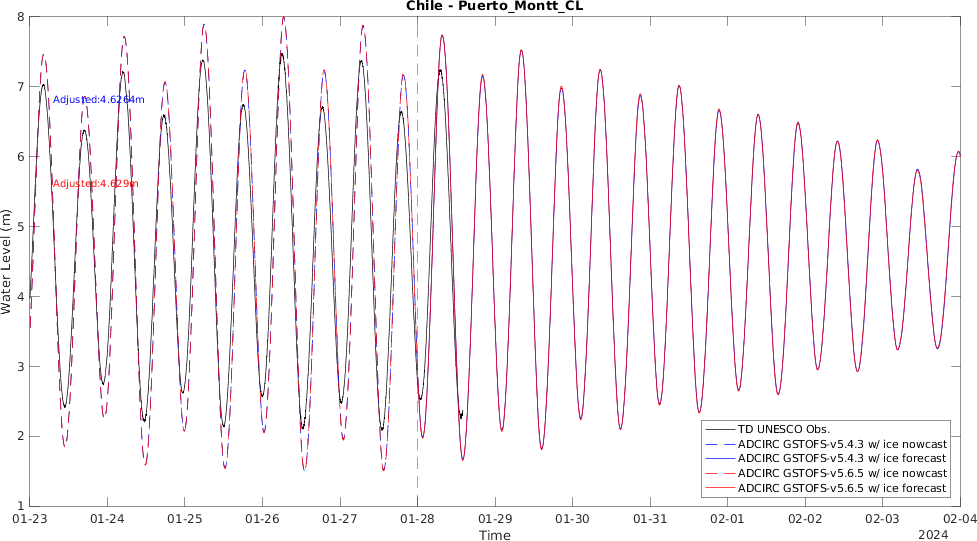 Chile - Puerto_Montt_CL
8
7
6
5
4
3
2
1
Water Level (m)
Adjusted:4.6264m
Adjusted:4.629m
TD UNESCO Obs.
ADCIRC GSTOFS-v5.4.3 w/ ice nowcast
ADCIRC GSTOFS-v5.4.3 w/ ice forecast
ADCIRC GSTOFS-v5.6.5 w/ ice nowcast
ADCIRC GSTOFS-v5.6.5 w/ ice forecast
01-23 01-24 01-25 01-26 01-27 01-28 01-29 01-30 01-31 02-01 02-02 02-03 02-04
Time
2024